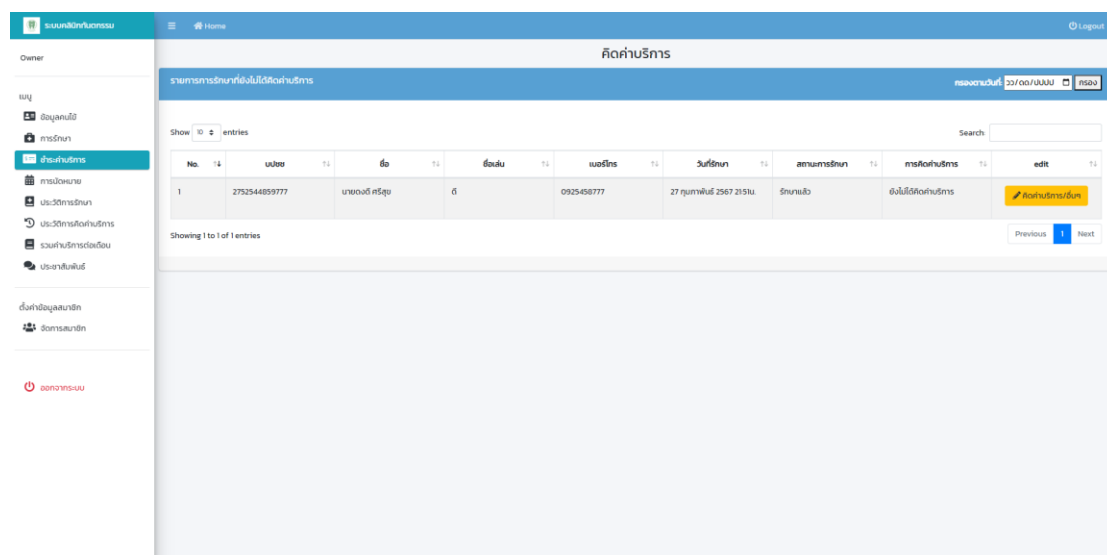 ระบบคลินิกทันตกรรม
Home
Logout
Owner
เมนู
ข้อมูลคนไข้
การรักษา
ชำระค่าบริการ
การนัดหมาย
ประวัติการรักษา
ประวัติการคิดค่าบริการ
รวมค่าบริการต่อเดือน
ประชาสัมพันธ์
ตั้งค่าข้อมูลสมาชิก
จัดการสมาชิก
ออกจากระบบ
คิดค่าบริการ
รายการการรักษาที่ยังไม่ได้คิดค่าบริการ
กรองตามวันที่: วว/ดด/ปปปป กรอง
Show 10 entries
Search:
No. บปชช ชื่อ ชื่อเล่น เบอร์โทร วันที่รักษา สถานะการรักษา การคิดค่าบริการ edit
1 2752544859777 นายดงดี ศรีสุข ดี 0925458777 27 กุมภาพันธ์ 2567 21:51น. รักษาแล้ว ยังไม่ได้คิดค่าบริการ คิดค่าบริการ/อื่นๆ
Showing 1 to 1 of 1 entries
Previous 1 Next